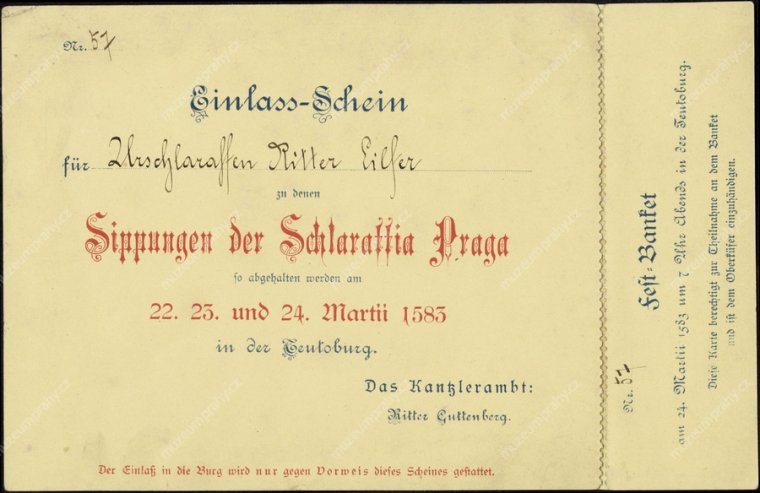 Nr. 57
Einlass-Schein
für Urschlaraffen Ritter Eilfer
zu denen
Sippungen der Schlaraffia Praga
so abgehalten werden am
22. 23. und 24. Martii 1583
in der Teutoburg.
Das Kantzlerambt:
Ritter Guttenberg.
Der Einlaß in die Burg wird nur gegen Vorweis dieses Scheines gestattet.
Nr. 57
Fest-Banket
am 24. Martii 1583 um 7 Uhr Abends in der Teutoburg.
Diese Karte berechtigt zur Theilnahme an dem Banket
und ist dem Oberküfer einzuhändigen.